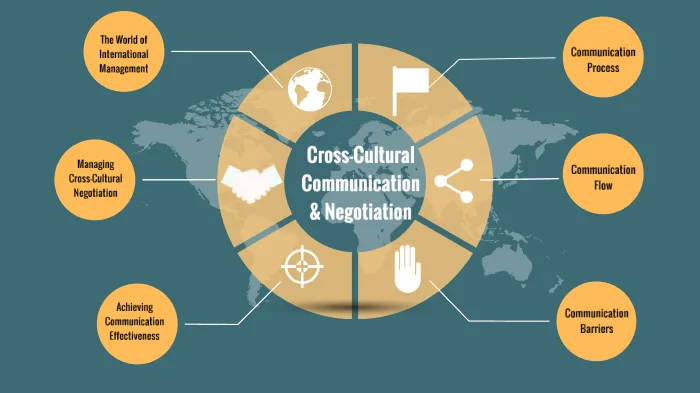 The World of
International
Management
Communication
Process
Managing
Cross-Cultural
Negotiation
Cross-Cultural
Communication
& Negotiation
Communication
Flow
Achieving
Communication
Effectiveness
Communication
Barriers